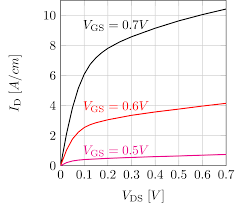 10
8
6
4
2
0
I_D [A/cm]
V_GS = 0.7V
V_GS = 0.6V
V_GS = 0.5V
0 0.1 0.2 0.3 0.4 0.5 0.6 0.7
V_DS [V]